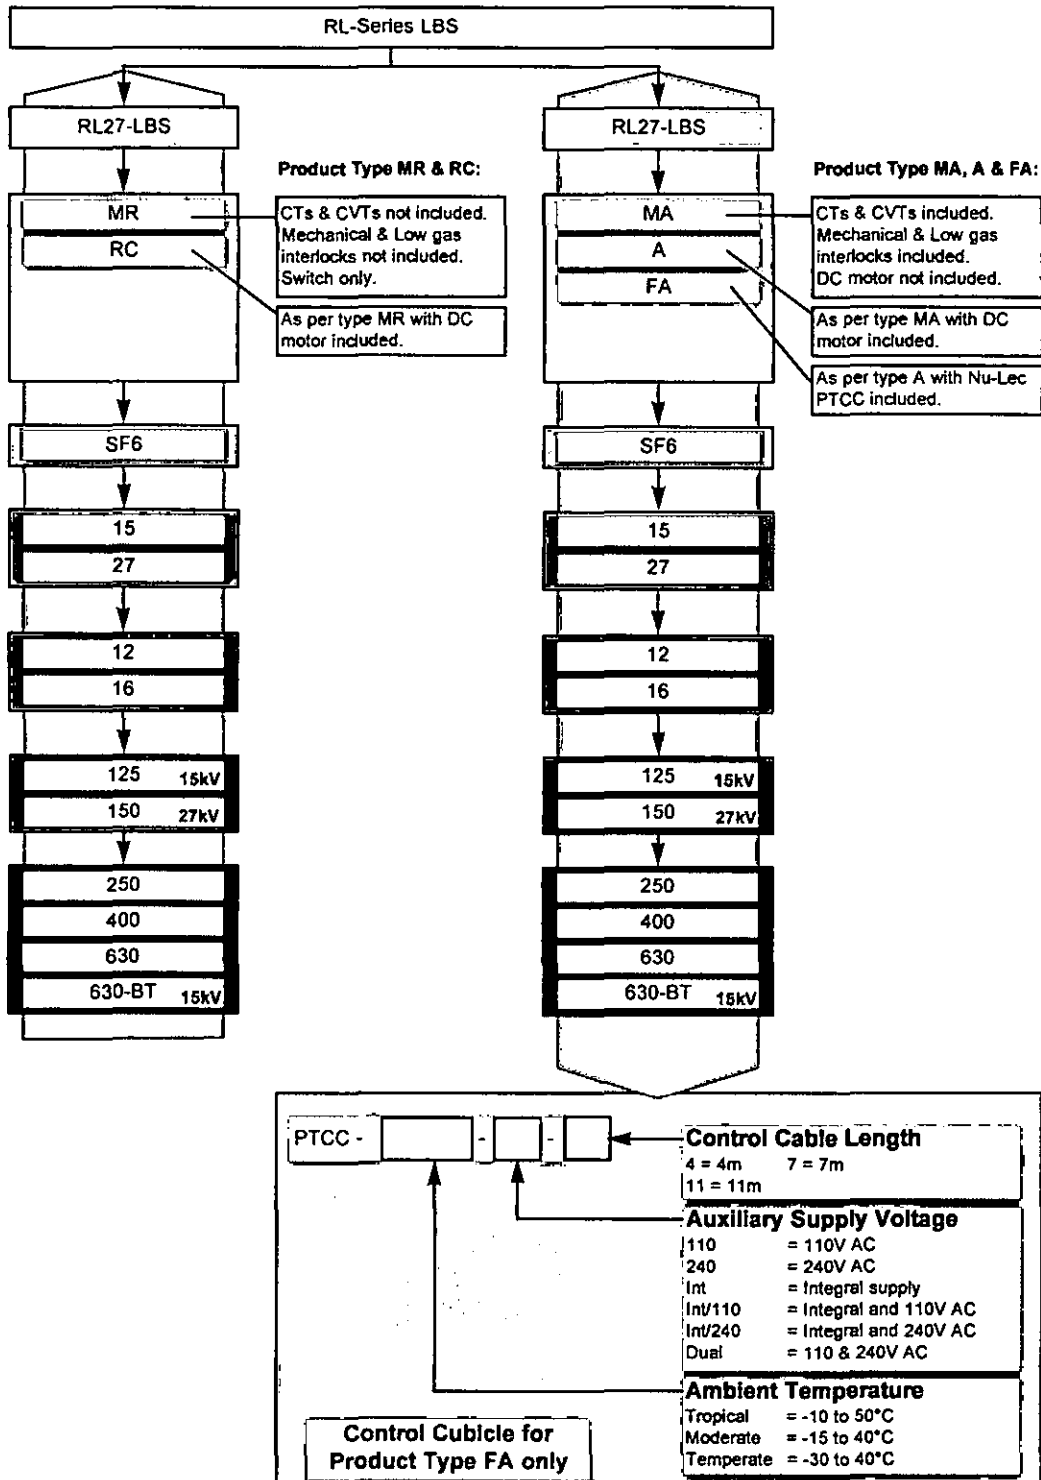 RL-Series LBS
RL27-LBS
Product Type MR & RC:
MR
RC
CTs & CVTs not included.
Mechanical & Low gas
interlocks not included.
Switch only.
As per type MR with DC
motor included.
SF6
15
27
12
16
125 15kV
150 27kV
250
400
630
630-BT 15kV
RL27-LBS
Product Type MA, A & FA:
MA
A
FA
CTs & CVTs included.
Mechanical & Low gas
interlocks included.
DC motor not included.
As per type MA with DC
motor included.
As per type A with Nu-Lec
PTCC included.
SF6
15
27
12
16
125 15kV
150 27kV
250
400
630
630-BT 15kV
PTCC - - -
Control Cable Length
4 = 4m 7 = 7m
11 = 11m
Auxiliary Supply Voltage
110 = 110V AC
240 = 240V AC
Int = Integral supply
Int/110 = Integral and 110V AC
Int/240 = Integral and 240V AC
Dual = 110 & 240V AC
Ambient Temperature
Tropical = -10 to 50°C
Moderate = -15 to 40°C
Temperate = -30 to 40°C
Control Cubicle for
Product Type FA only